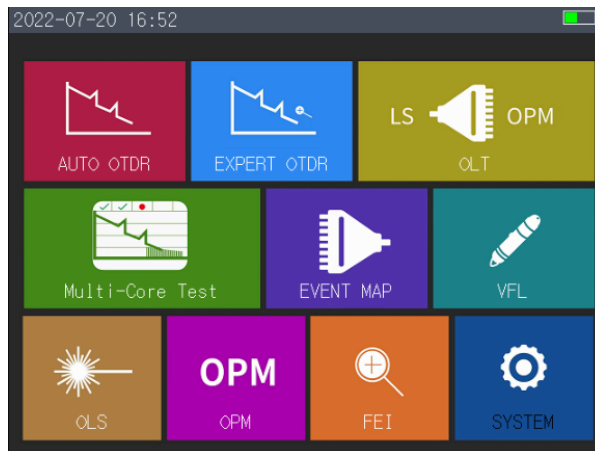 2022-07-20 16:52
AUTO OTDR
EXPERT OTDR
LS OPM
OLT
Multi-Core Test
EVENT MAP
VFL
OLS
OPM
OPM
FEI
SYSTEM